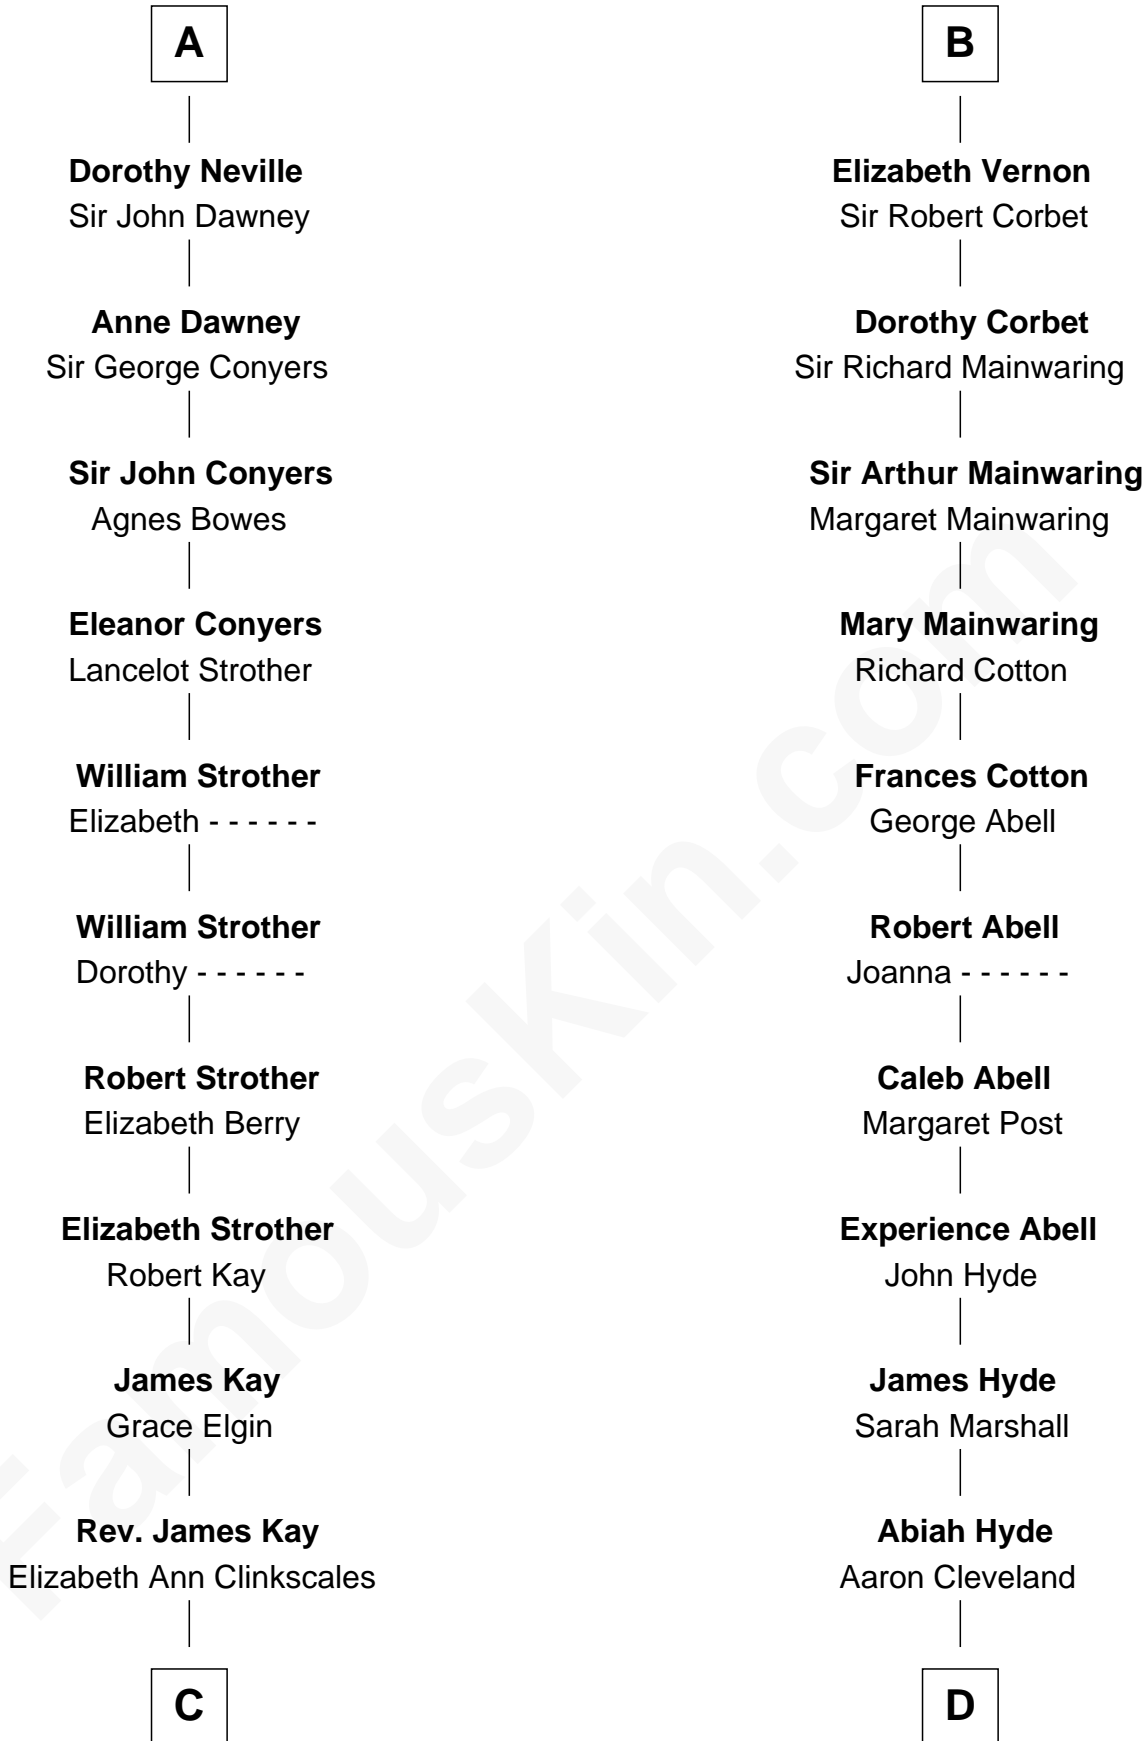 A
Dorothy Neville
Sir John Dawney
Anne Dawney
Sir George Conyers
Sir John Conyers
Agnes Bowes
Eleanor Conyers
Lancelot Strother
William Strother
Elizabeth - - - - - -
William Strother
Dorothy - - - - - -
Robert Strother
Elizabeth Berry
Elizabeth Strother
Robert Kay
James Kay
Grace Elgin
Rev. James Kay
Elizabeth Ann Clinkscales
C
B
Elizabeth Vernon
Sir Robert Corbet
Dorothy Corbet
Sir Richard Mainwaring
Sir Arthur Mainwaring
Margaret Mainwaring
Mary Mainwaring
Richard Cotton
Frances Cotton
George Abell
Robert Abell
Joanna - - - - - -
Caleb Abell
Margaret Post
Experience Abell
John Hyde
James Hyde
Sarah Marshall
Abiah Hyde
Aaron Cleveland
D
FamousKin.com